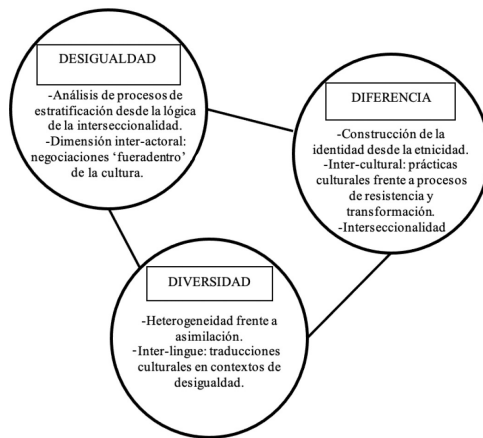 DESIGUALDAD
-Análisis de procesos de
estratificación desde la lógica
de la interseccionalidad.
-Dimensión inter-actoral:
negociaciones ‘fueradentro’
de la cultura.
DIFERENCIA
-Construcción de la
identidad desde la etnicidad.
-Inter-cultural: prácticas
culturales frente a procesos
de resistencia y
transformación.
-Interseccionalidad
DIVERSIDAD
-Heterogeneidad frente a
asimilación.
-Inter-lingue: traducciones
culturales en contextos de
desigualdad.